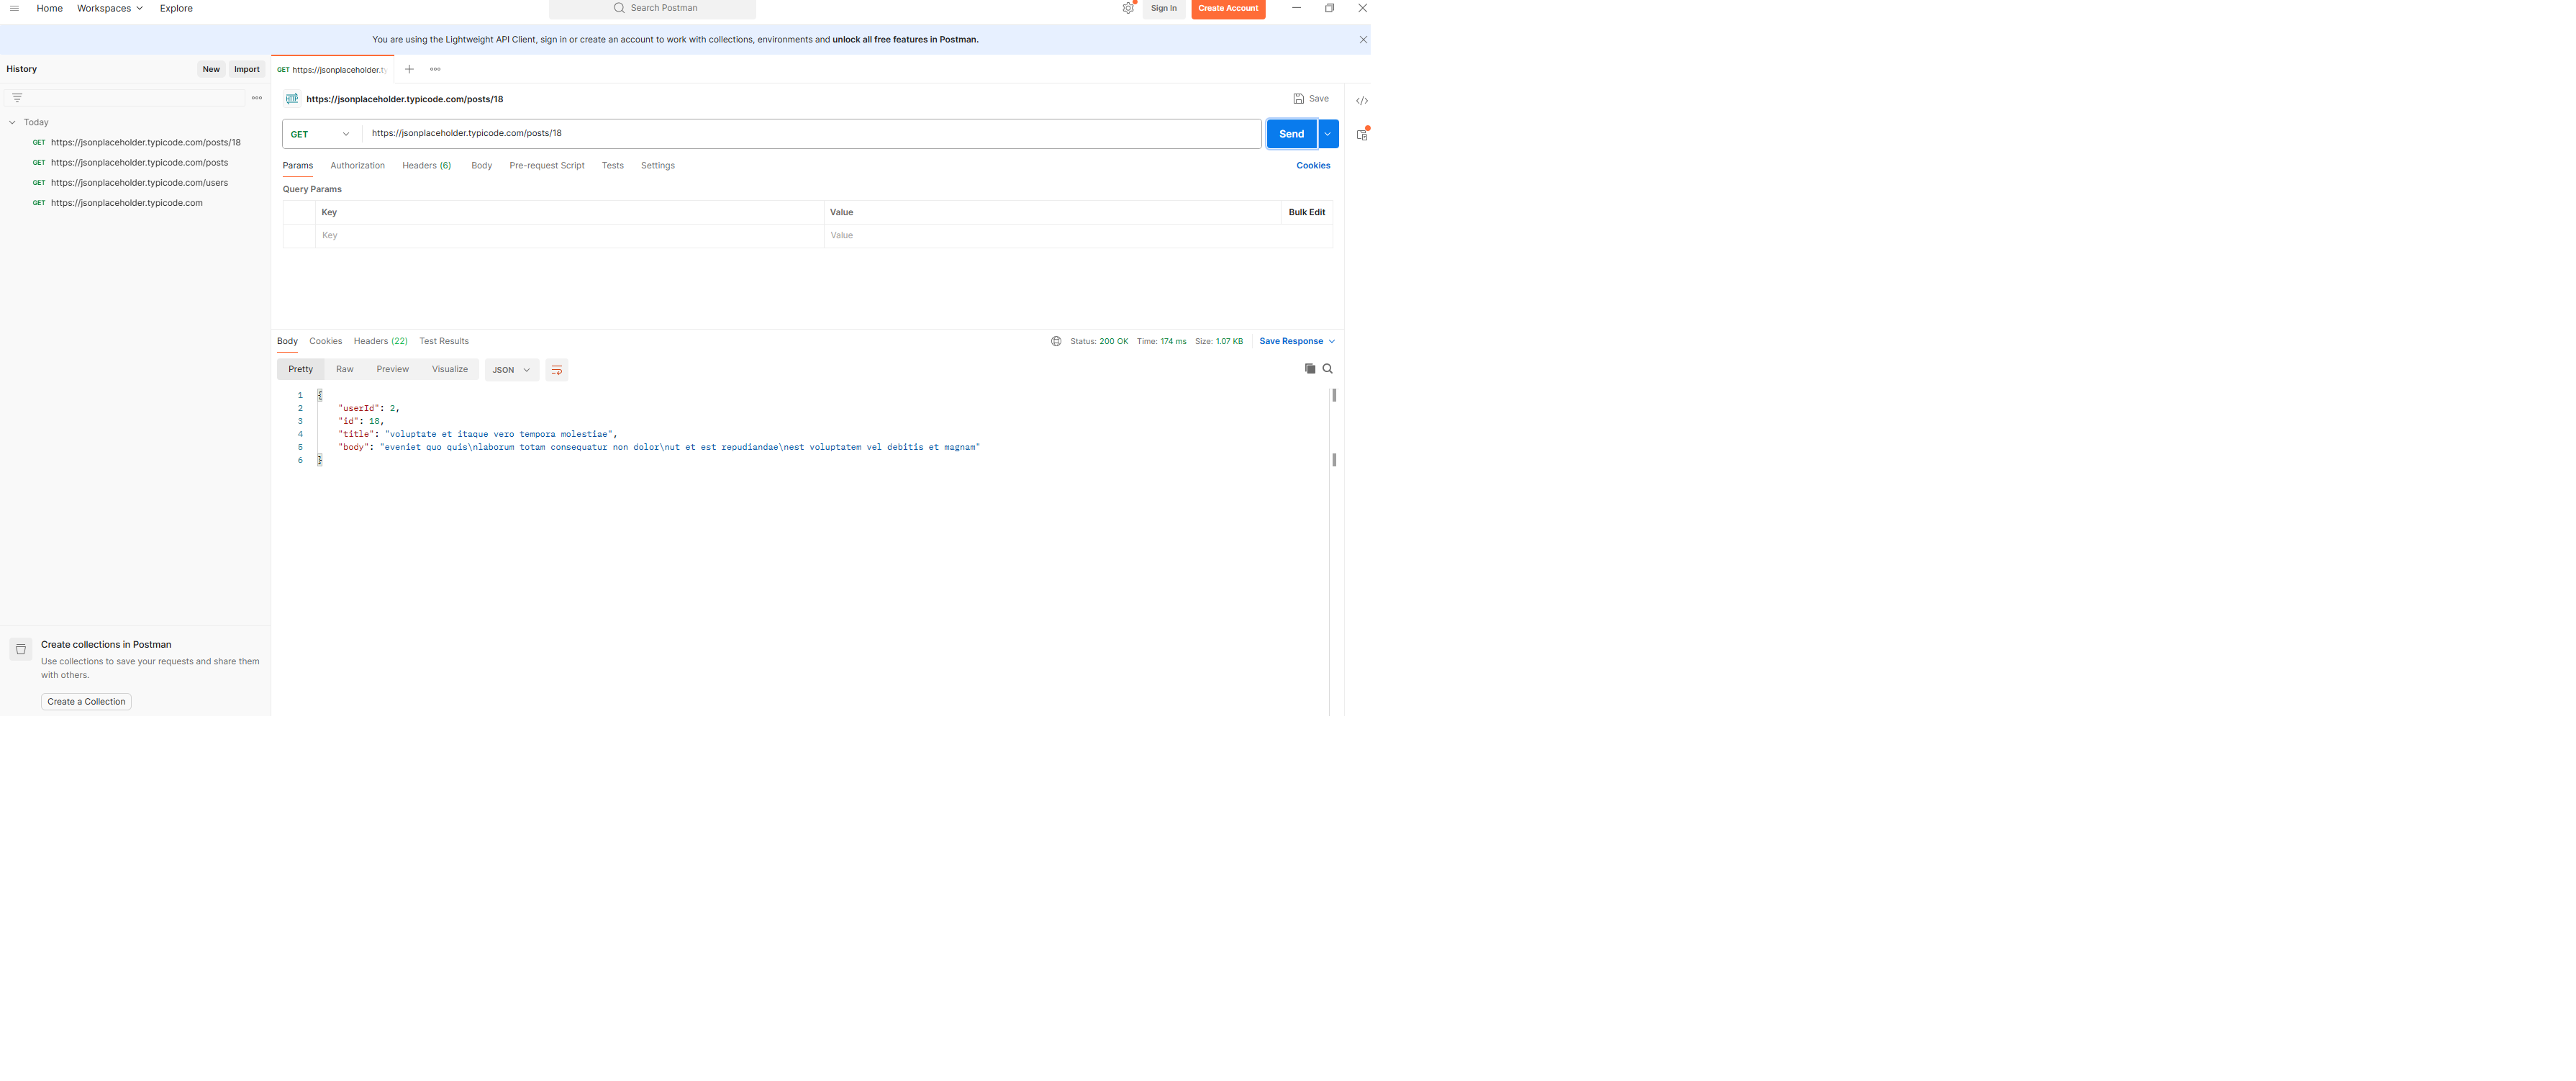 Home Workspaces Explore Search Postman Sign In Create Account
You are using the Lightweight API Client, sign in or create an account to work with collections, environments and unlock all free features in Postman.
History New Import
GET https://jsonplaceholder.ty
HTTP https://jsonplaceholder.typicode.com/posts/18 Save
Today
GET https://jsonplaceholder.typicode.com/posts/18
GET https://jsonplaceholder.typicode.com/posts
GET https://jsonplaceholder.typicode.com/users
GET https://jsonplaceholder.typicode.com
GET https://jsonplaceholder.typicode.com/posts/18 Send
Params Authorization Headers (6) Body Pre-request Script Tests Settings Cookies
Query Params
Key Value Bulk Edit
Key Value
Body Cookies Headers (22) Test Results Status: 200 OK Time: 174 ms Size: 1.07 KB Save Response
Pretty Raw Preview Visualize JSON
1 {
2 "userId": 2,
3 "id": 18,
4 "title": "voluptate et itaque vero tempora molestiae",
5 "body": "eveniet quo quis\nlaborum totam consequatur non dolor\nut et est repudiandae\nest voluptatem vel debitis et magnam"
6 }
Create collections in Postman
Use collections to save your requests and share them
with others.
Create a Collection